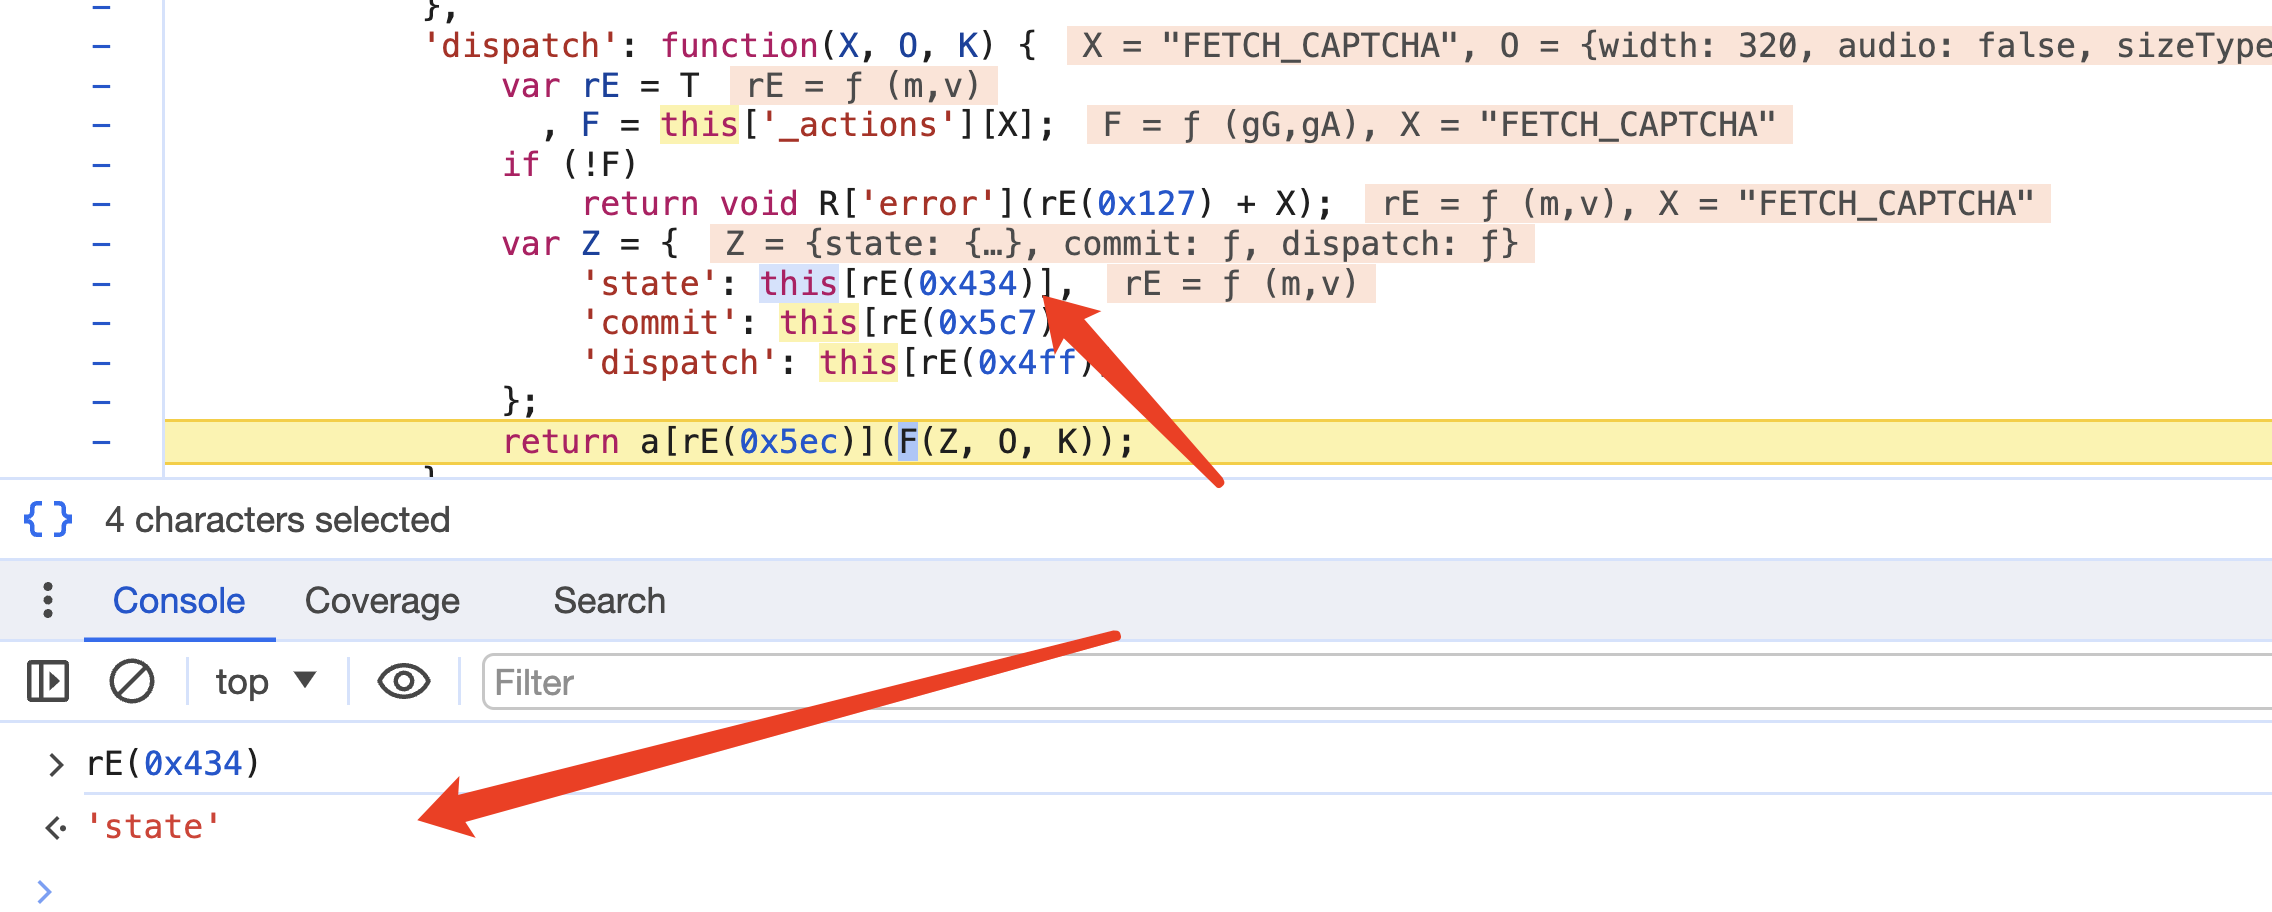 },
'dispatch': function(X, O, K) { X = "FETCH_CAPTCHA", O = {width: 320, audio: false, sizeType
var rE = T rE = ƒ (m,v)
, F = this['_actions'][X]; F = ƒ (gG,gA), X = "FETCH_CAPTCHA"
if (!F)
return void R['error'](rE(0x127) + X); rE = ƒ (m,v), X = "FETCH_CAPTCHA"
var Z = { Z = {state: {…}, commit: ƒ, dispatch: ƒ}
'state': this[rE(0x434)], rE = ƒ (m,v)
'commit': this[rE(0x5c7)
'dispatch': this[rE(0x4ff)
};
return a[rE(0x5ec)](F(Z, O, K));
}
{} 4 characters selected
Console Coverage Search
top Filter
> rE(0x434)
'state'
>